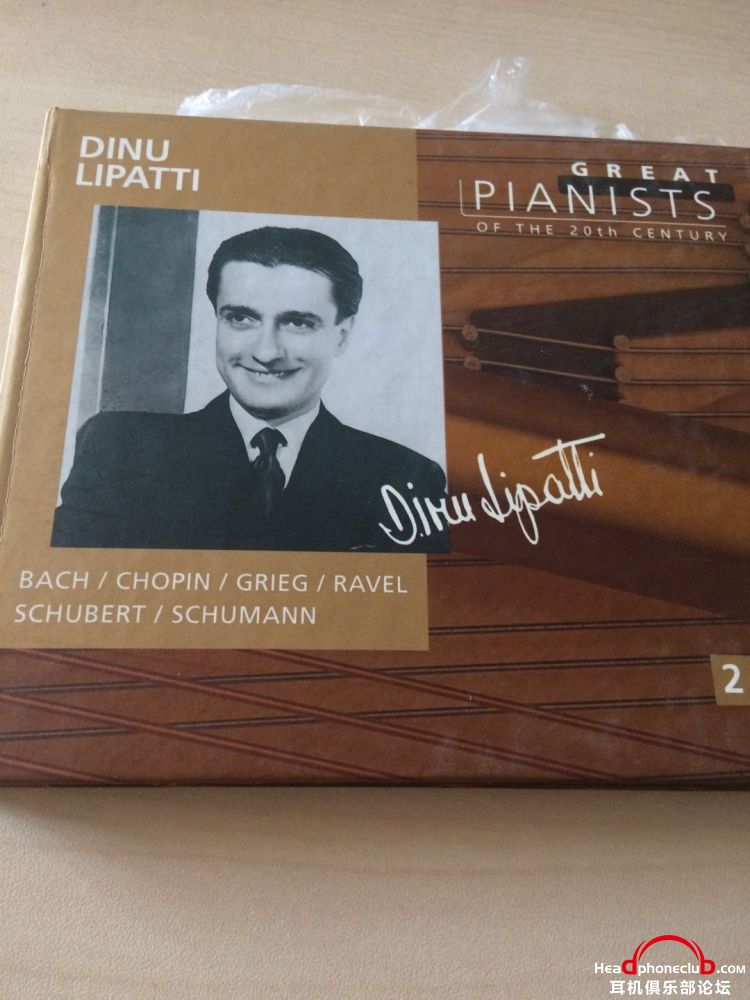 DINU
LIPATTI
GREAT
PIANISTS
OF THE 20th CENTURY
Dinu Lipatti
BACH / CHOPIN / GRIEG / RAVEL
SCHUBERT / SCHUMANN
2
HeadphonecluD.Com
耳机俱乐部论坛